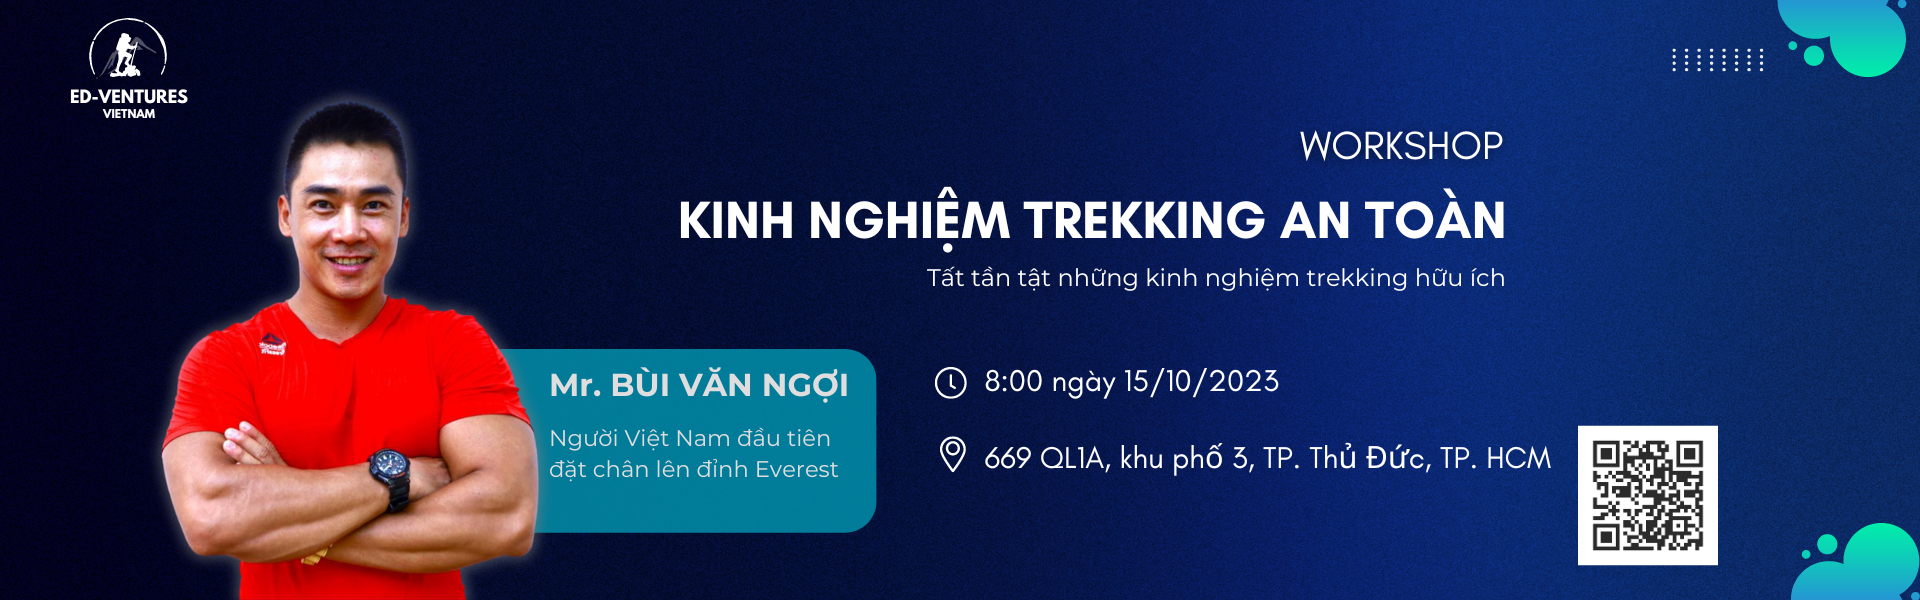 ED-VENTURES
VIETNAM
WORKSHOP
KINH NGHIỆM TREKKING AN TOÀN
Tất tần tật những kinh nghiệm trekking hữu ích
Mr. BÙI VĂN NGỢI
Người Việt Nam đầu tiên
đặt chân lên đỉnh Everest
8:00 ngày 15/10/2023
669 QL1A, khu phố 3, TP. Thủ Đức, TP. HCM